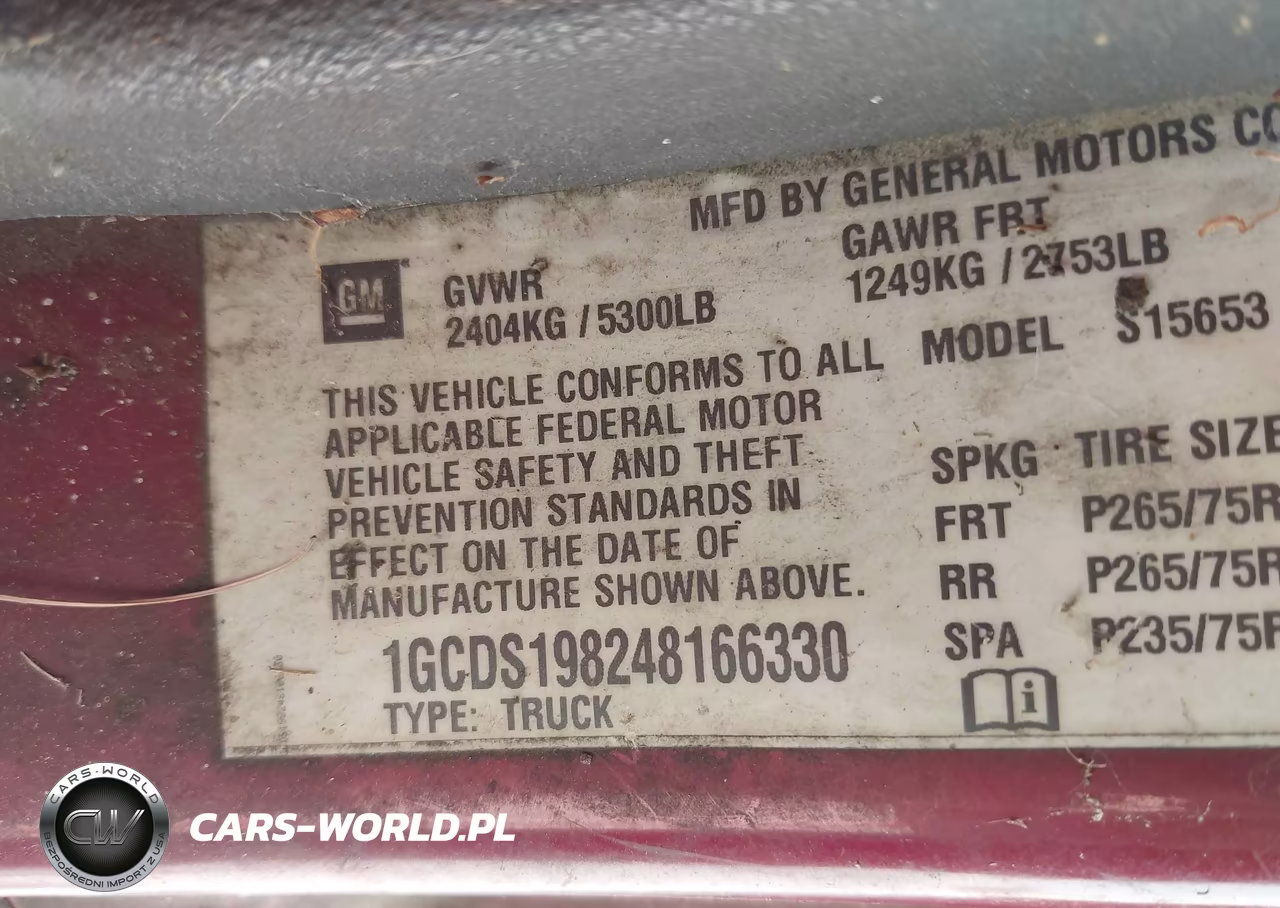 MFD BY GENERAL MOTORS CO
GM
GVWR
2404KG / 5300LB
GAWR FRT
1249KG / 2753LB
THIS VEHICLE CONFORMS TO ALL
APPLICABLE FEDERAL MOTOR
VEHICLE SAFETY AND THEFT
PREVENTION STANDARDS IN
EFFECT ON THE DATE OF
MANUFACTURE SHOWN ABOVE.
MODEL S15653
SPKG TIRE SIZE
FRT P265/75R
RR P265/75R
SPA P235/75R
1GCDS198248166330
TYPE: TRUCK
CARS-WORLD
CW
BEZPOŚREDNI IMPORT Z USA
CARS-WORLD.PL